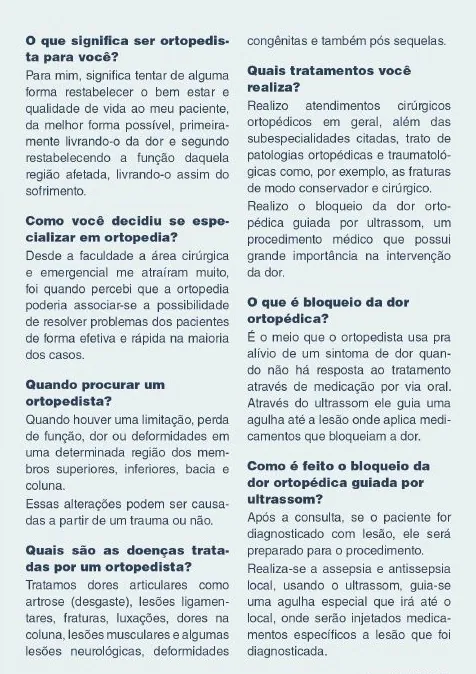 O que significa ser ortopedis-
ta para você?
Para mim, significa tentar de alguma
forma restabelecer o bem estar e
qualidade de vida ao meu paciente,
da melhor forma possível, primeira-
mente livrando-o da dor e segundo
restabelecendo a função daquela
região afetada, livrando-o assim do
sofrimento.
Como você decidiu se espe-
cializar em ortopedia?
Desde a faculdade a área cirúrgica
e emergencial me atraíram muito,
foi quando percebi que a ortopedia
poderia associar-se a possibilidade
de resolver problemas dos pacientes
de forma efetiva e rápida na maioria
dos casos.
Quando procurar um
ortopedista?
Quando houver uma limitação, perda
de função, dor ou deformidades em
uma determinada região dos mem-
bros superiores, inferiores, bacia e
coluna.
Essas alterações podem ser causa-
das a partir de um trauma ou não.
Quais são as doenças trata-
das por um ortopedista?
Tratamos dores articulares como
artrose (desgaste), lesões ligamen-
tares, fraturas, luxações, dores na
coluna, lesões musculares e algumas
lesões neurológicas, deformidades
congênitas e também pós sequelas.
Quais tratamentos você
realiza?
Realizo atendimentos cirúrgicos
ortopédicos em geral, além das
subespecialidades citadas, trato de
patologias ortopédicas e traumatoló-
gicas como, por exemplo, as fraturas
de modo conservador e cirúrgico.
Realizo o bloqueio da dor orto-
pédica guiada por ultrassom, um
procedimento médico que possui
grande importância na intervenção
da dor.
O que é bloqueio da dor
ortopédica?
É o meio que o ortopedista usa pra
alívio de um sintoma de dor quan-
do não há resposta ao tratamento
através de medicação por via oral.
Através do ultrassom ele guia uma
agulha até a lesão onde aplica medi-
camentos que bloqueiam a dor.
Como é feito o bloqueio da
dor ortopédica guiada por
ultrassom?
Após a consulta, se o paciente for
diagnosticado com lesão, ele será
preparado para o procedimento.
Realiza-se a assepsia e antissepsia
local, usando o ultrassom, guia-se
uma agulha especial que irá até o
local, onde serão injetados medica-
mentos específicos a lesão que foi
diagnosticada.